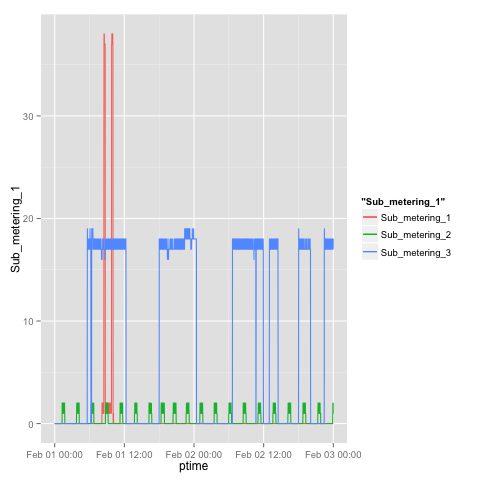 30
20
10
0
Sub_metering_1
Feb 01 00:00 Feb 01 12:00 Feb 02 00:00 Feb 02 12:00 Feb 03 00:00
ptime
"Sub_metering_1"
Sub_metering_1
Sub_metering_2
Sub_metering_3